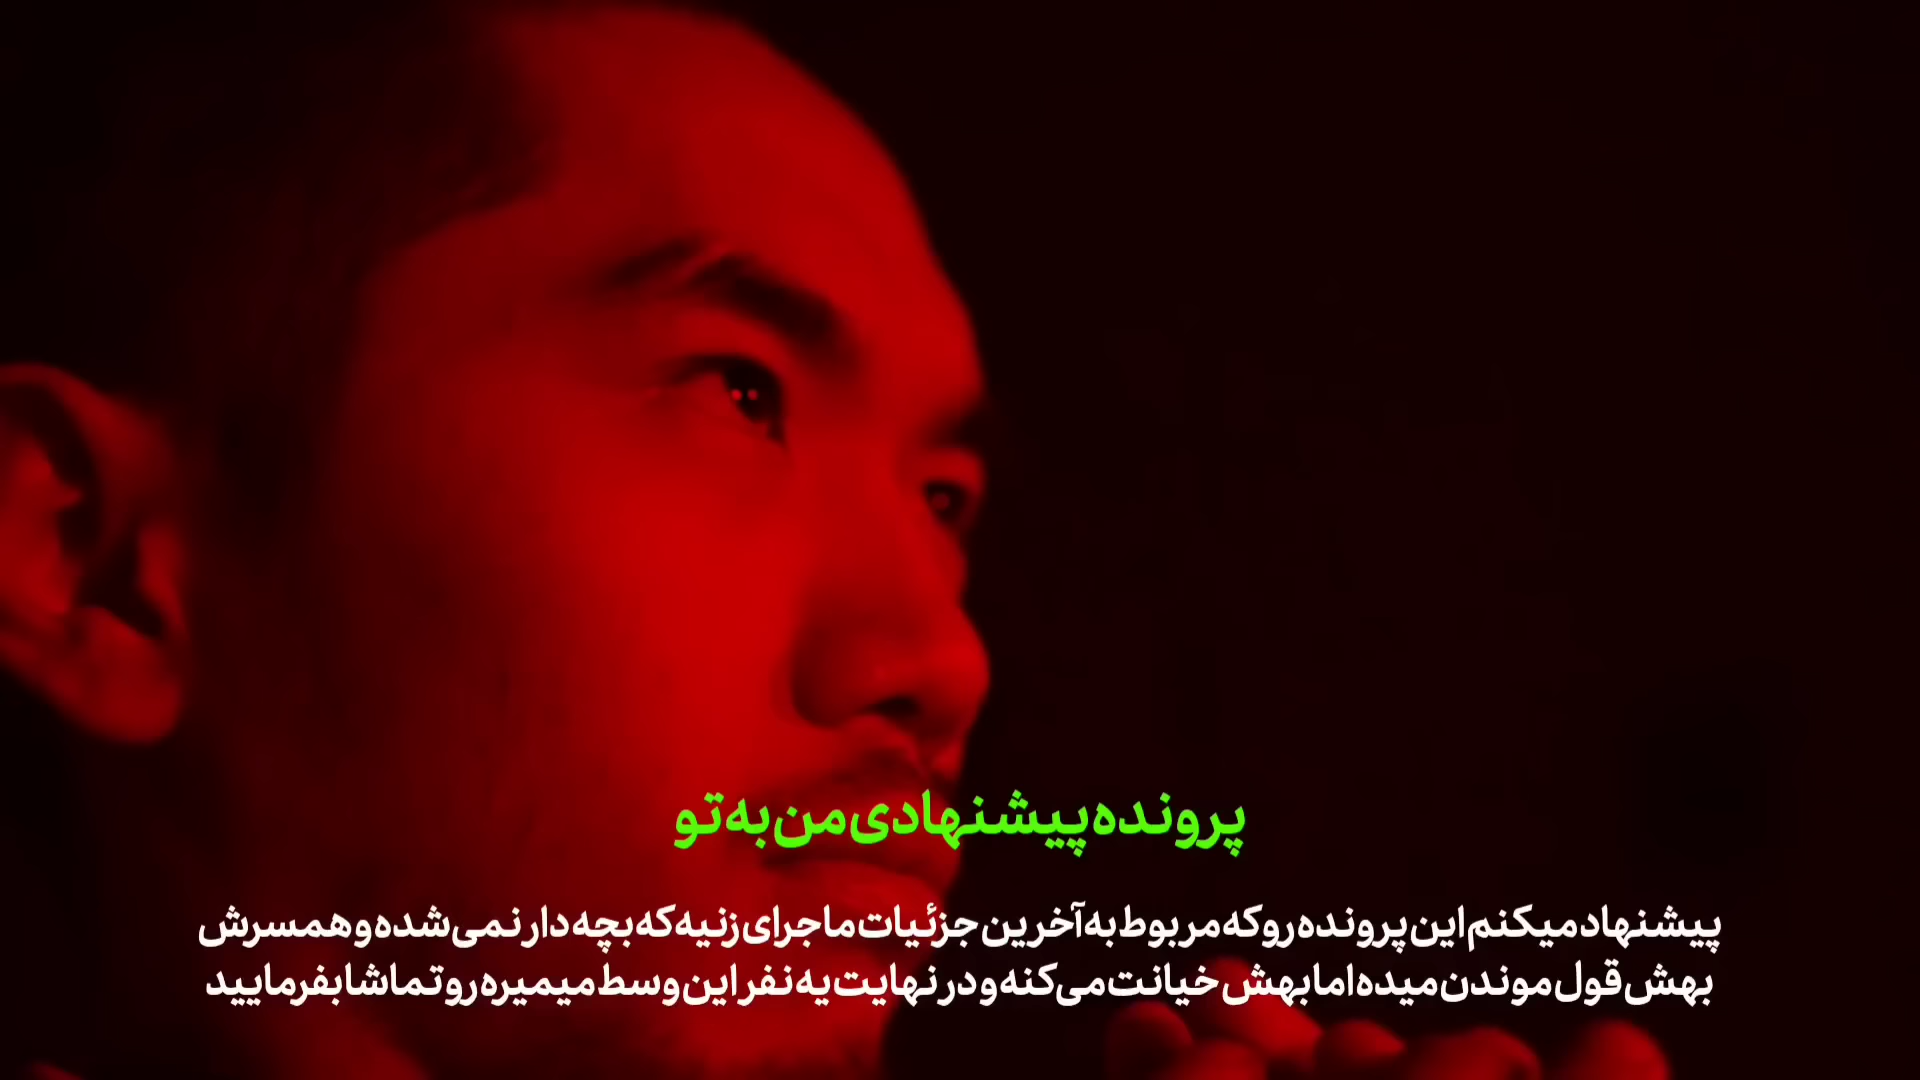 پرونده پیشنهادی من به تو
پیشنهاد میکنم این پرونده رو که مربوط به آخرین جزئیات ماجرای زنیه که بچه دار نمی‌شده و همسرش
بهش قول موندن میده اما بهش خیانت می‌کنه و در نهایت یه نفر این وسط میمیره رو تماشا بفرمایید